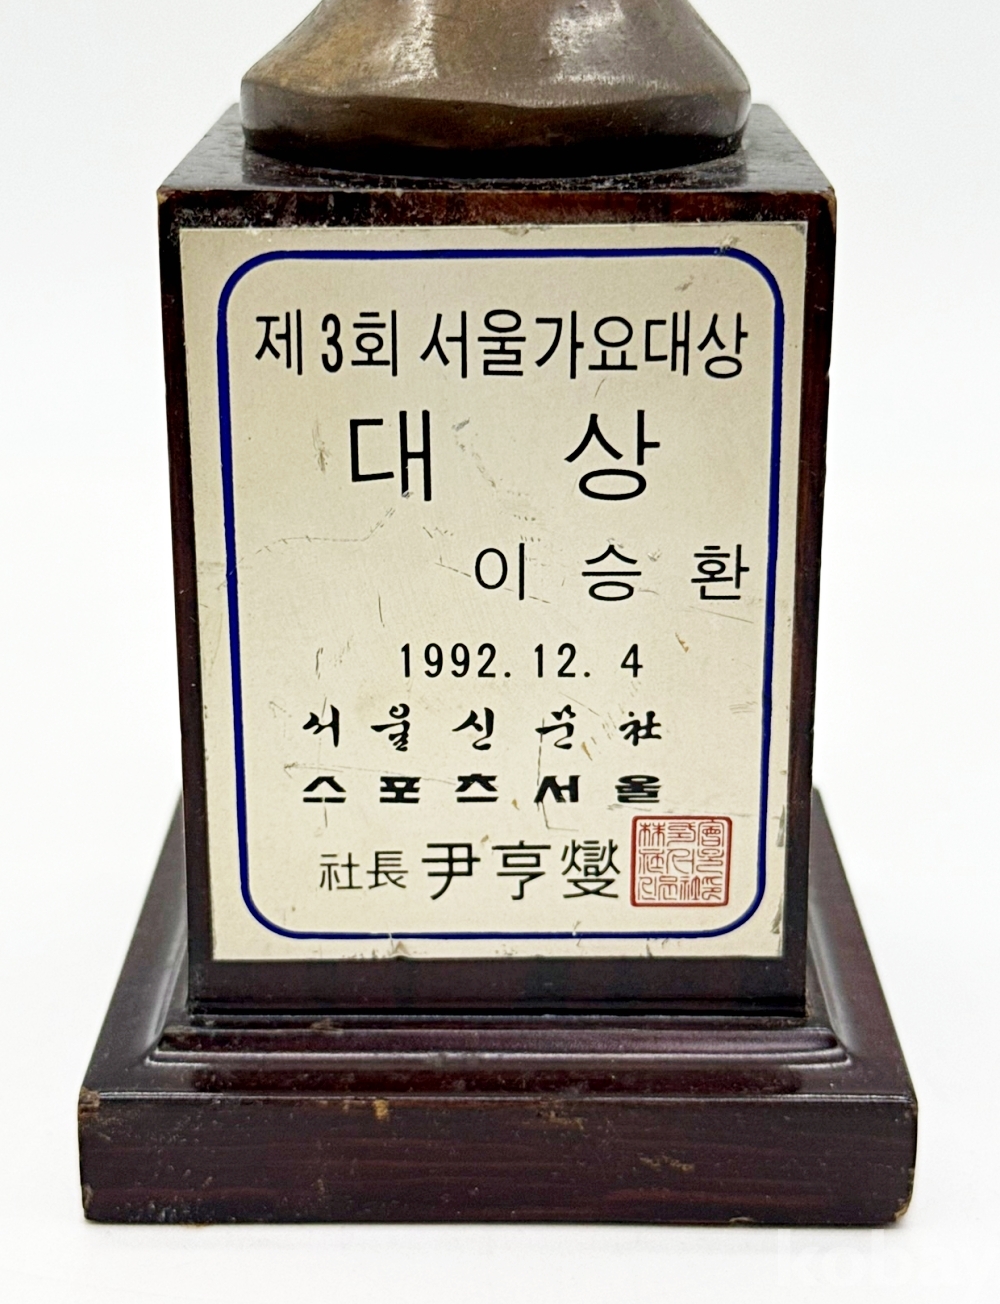 제3회 서울가요대상
대 상
이 승 환
1992. 12. 4
서 울 신 문 社
스 포 츠 서 울
社長 尹亨燮
kobay